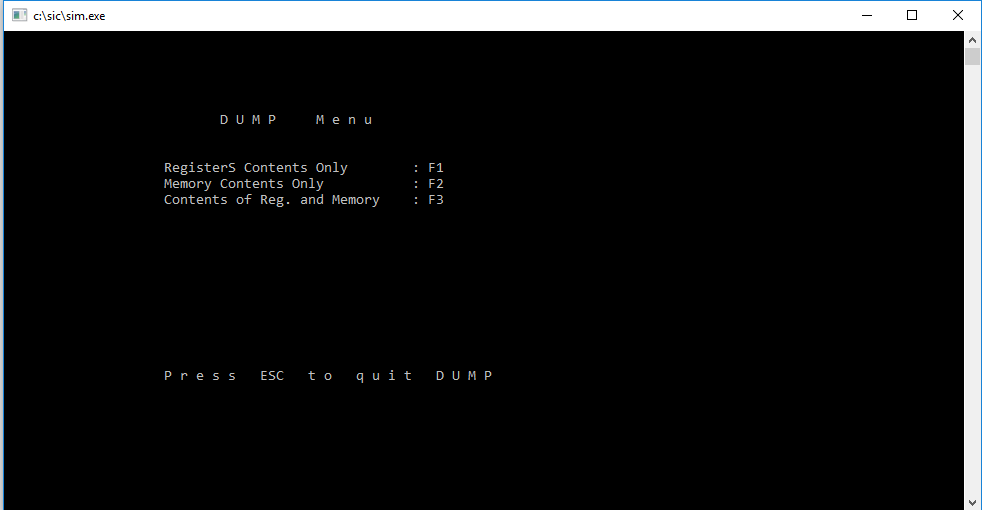 c:\sic\sim.exe
D U M P     M e n u
RegisterS Contents Only        : F1
Memory Contents Only           : F2
Contents of Reg. and Memory    : F3
P r e s s   ESC   t o   q u i t   D U M P